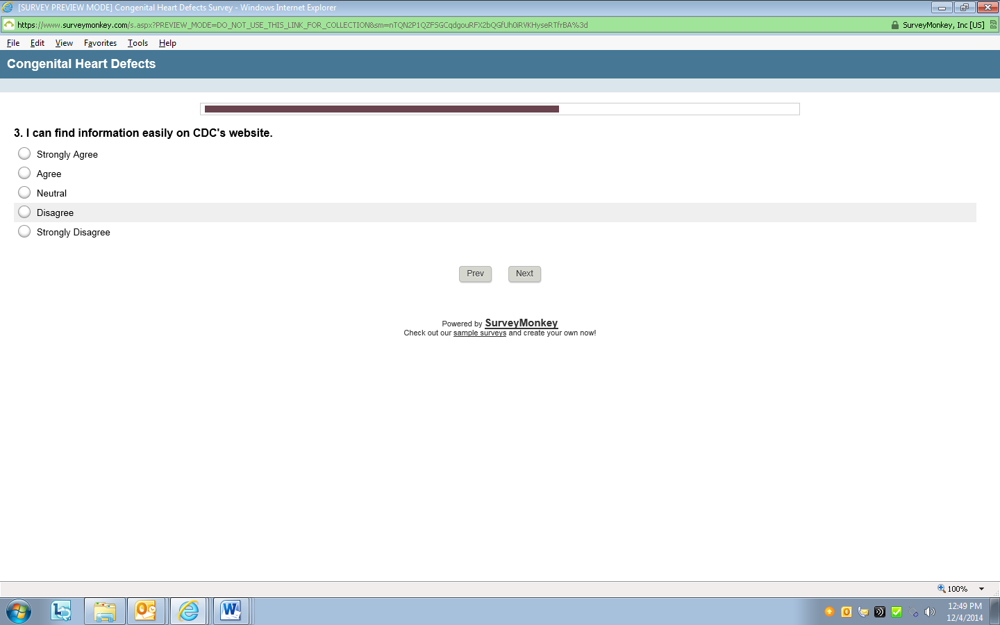 [SURVEY PREVIEW MODE] Congenital Heart Defects Survey - Windows Internet Explorer
https://www.surveymonkey.com/s.aspx?PREVIEW_MODE=DO_NOT_USE_THIS_LINK_FOR_COLLECTION&sm=nTQN2P1QZFSGCqdgouRFX2bQGfUh0iRVKHyseRTfrBA%3d
SurveyMonkey, Inc [US]
File Edit View Favorites Tools Help
Congenital Heart Defects
3. I can find information easily on CDC's website.
Strongly Agree
Agree
Neutral
Disagree
Strongly Disagree
Prev Next
Powered by SurveyMonkey
Check out our sample surveys and create your own now!
100%
12:49 PM
12/4/2014